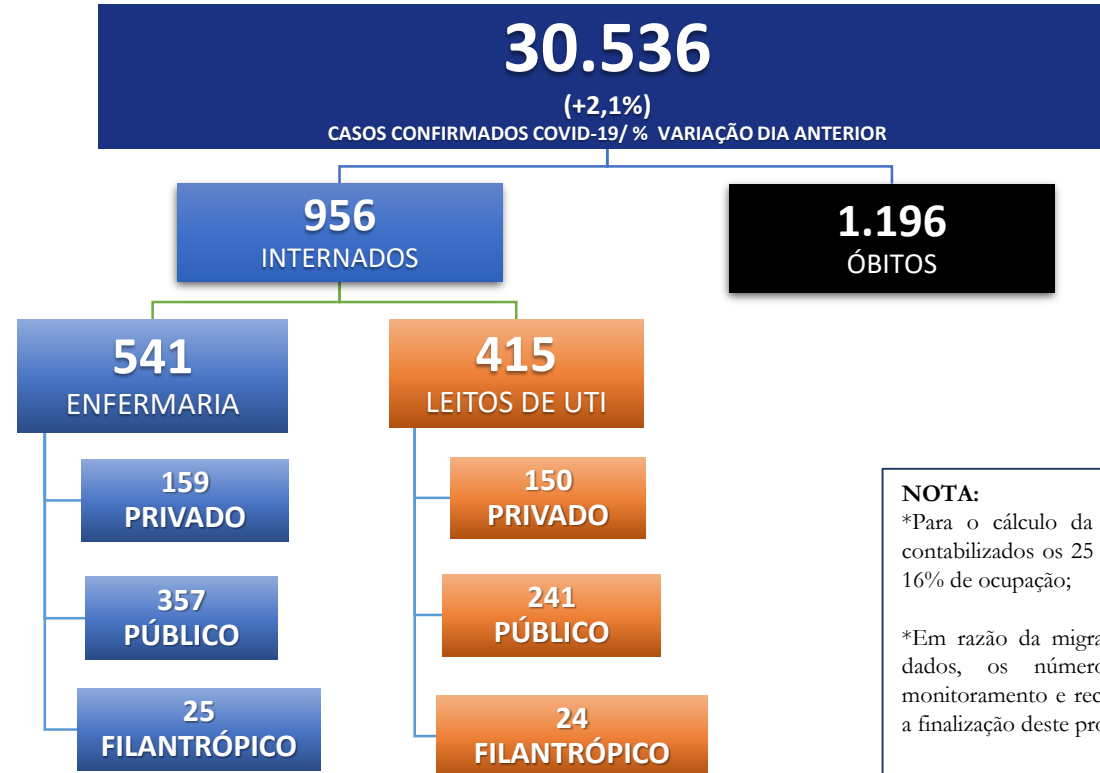 30.536
(+2,1%)
CASOS CONFIRMADOS COVID-19/ % VARIAÇÃO DIA ANTERIOR
956
INTERNADOS
1.196
ÓBITOS
541
ENFERMARIA
415
LEITOS DE UTI
159
PRIVADO
150
PRIVADO
357
PÚBLICO
241
PÚBLICO
25
FILANTRÓPICO
24
FILANTRÓPICO
NOTA:
*Para o cálculo da
contabilizados os 25
16% de ocupação;
*Em razão da migra
dados, os número
monitoramento e rec
a finalização deste pro